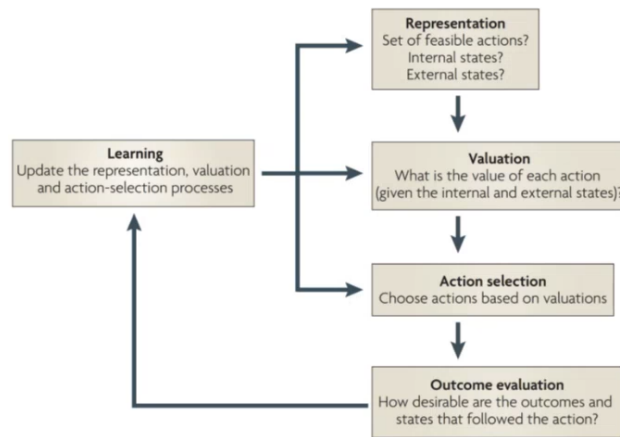 Representation
Set of feasible actions?
Internal states?
External states?
Learning
Update the representation, valuation
and action-selection processes
Valuation
What is the value of each action
(given the internal and external states)?
Action selection
Choose actions based on valuations
Outcome evaluation
How desirable are the outcomes and
states that followed the action?